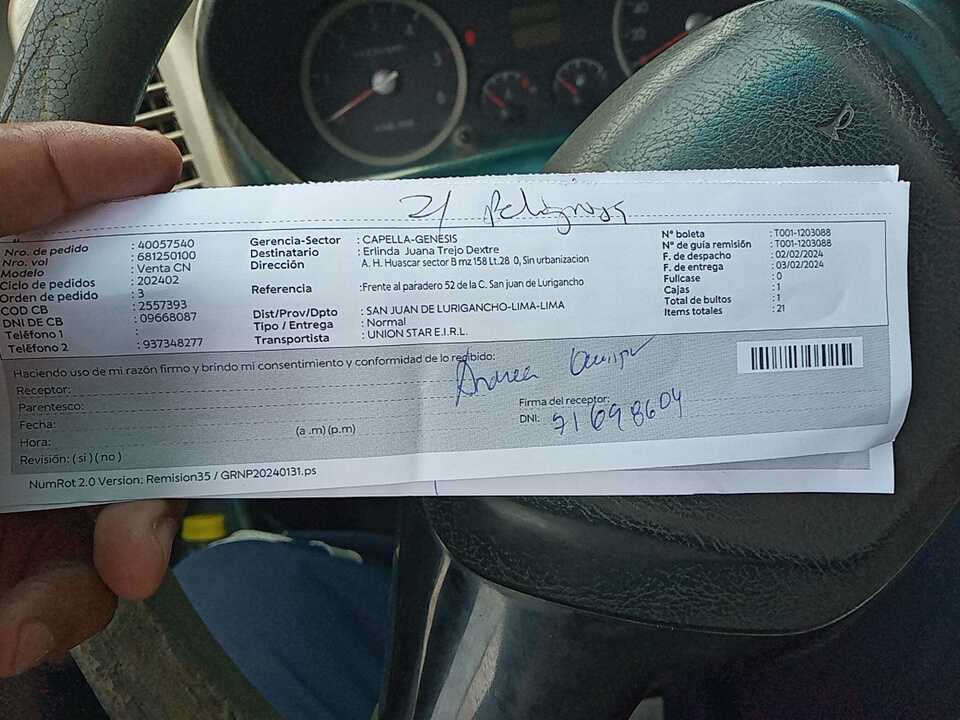 21
Nro. de pedido : 40057540
Nro. vol : 681250100
Modelo : Venta CN
Ciclo de pedidos : 202402
Orden de pedido : 3
COD CB : 2557393
DNI DE CB : 09668087
Teléfono 1 :
Teléfono 2 : 937348277
Gerencia-Sector : CAPELLA-GENESIS
Destinatario : Erlinda Juana Trejo Dextre
Dirección A. H. Huascar sector B mz 158 Lt.28 0, Sin urbanizacion
Referencia :Frente al paradero 52 de la C. San juan de Lurigancho
Dist/Prov/Dpto : SAN JUAN DE LURIGANCHO-LIMA-LIMA
Tipo / Entrega : Normal
Transportista : UNION STAR E.I.R.L.
N° boleta : T001-1203088
N° de guía remisión : T001-1203088
F. de despacho : 02/02/2024
F. de entrega : 03/02/2024
Fullcase : 0
Cajas : 1
Total de bultos : 1
Items totales : 21
Haciendo uso de mi razón firmo y brindo mi consentimiento y conformidad de lo recibido:
Receptor:
Parentesco:
Fecha:
Hora: (a .m) (p.m)
Revisión: ( si ) ( no )
Andrea
Firma del receptor:
DNI: 71698604
NumRot 2.0 Version: Remision35 / GRNP20240131.ps